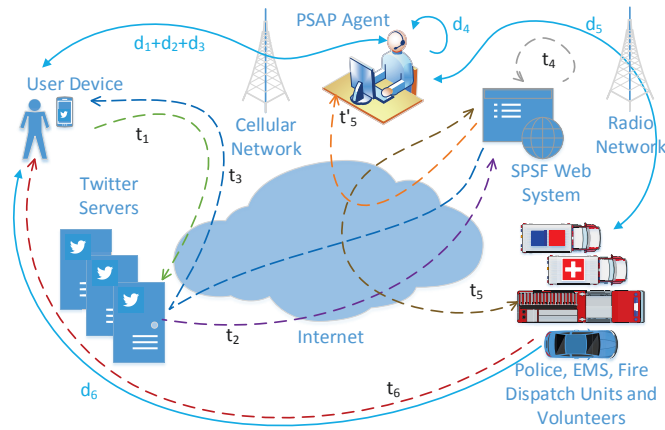 PSAP Agent
d1+d2+d3
d4
d5
User Device
t4
t'5
t1
Cellular
Network
Radio
Network
SPSF Web
System
t3
Twitter
Servers
t5
t2
Internet
t6
d6
Police, EMS, Fire
Dispatch Units and
Volunteers